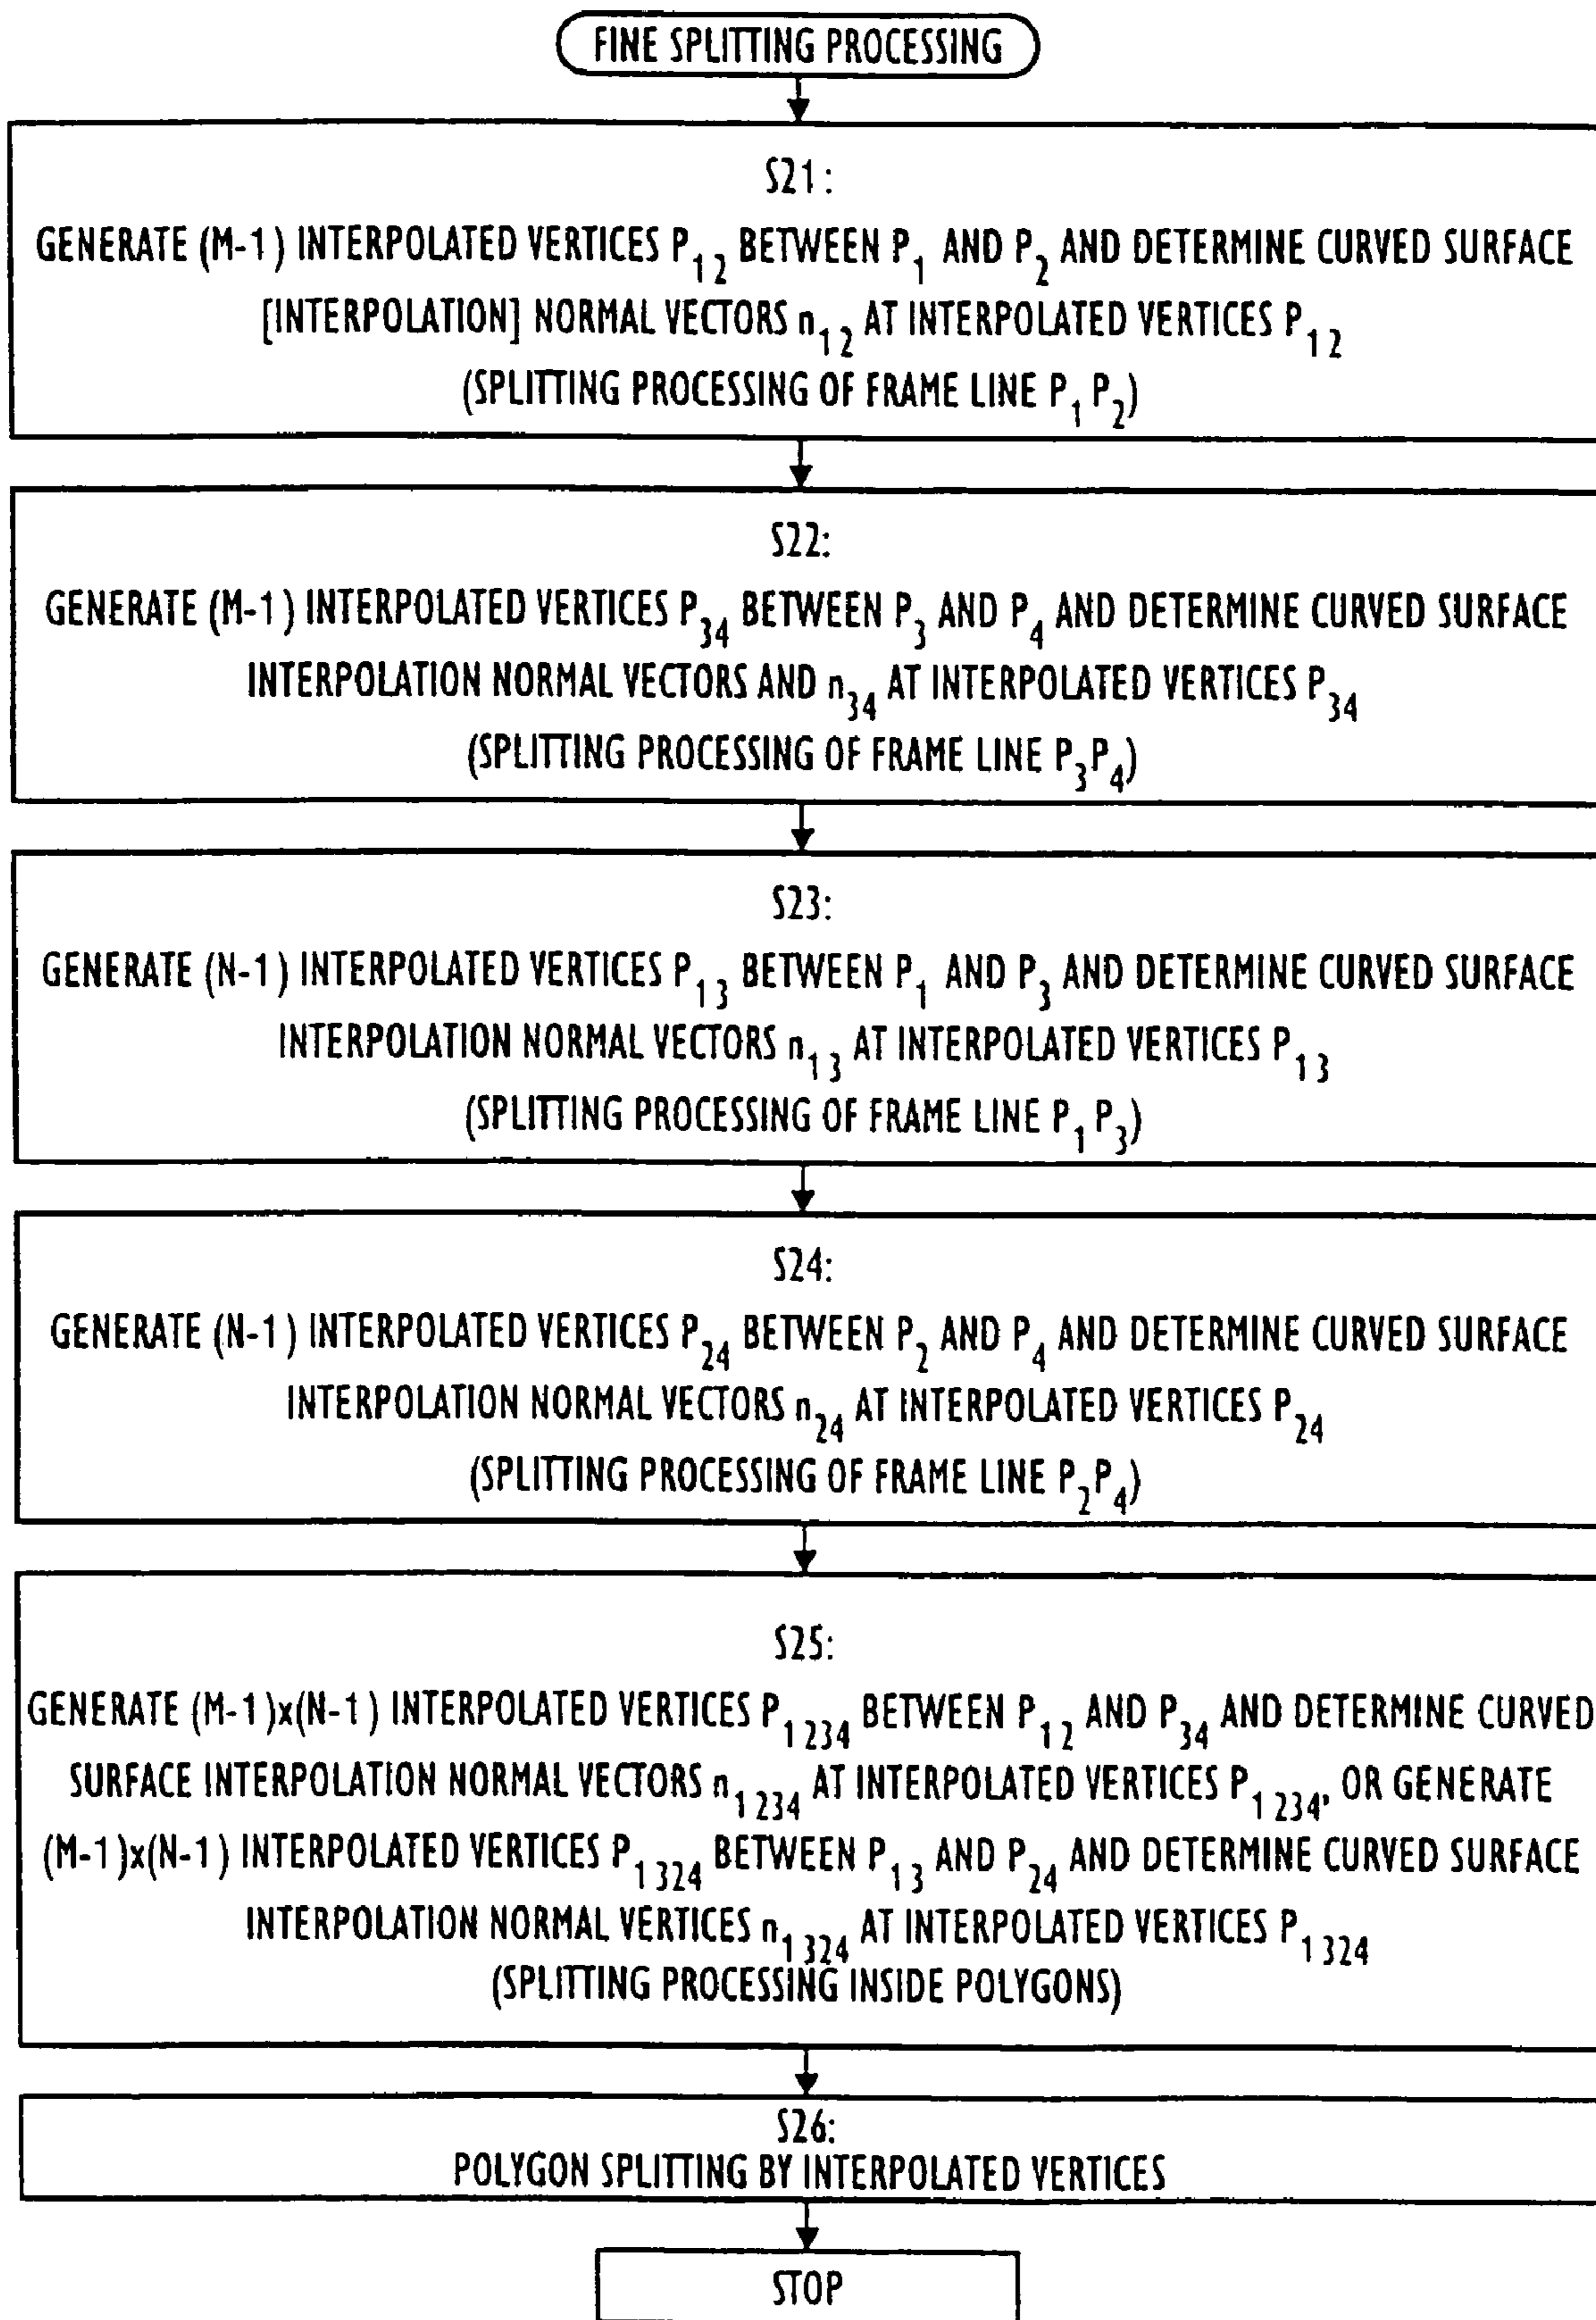 FINE SPLITTING PROCESSING
S21:
GENERATE (M-1) INTERPOLATED VERTICES P12 BETWEEN P1 AND P2 AND DETERMINE CURVED SURFACE
[INTERPOLATION] NORMAL VECTORS n12 AT INTERPOLATED VERTICES P12
(SPLITTING PROCESSING OF FRAME LINE P1 P2)
S22:
GENERATE (M-1) INTERPOLATED VERTICES P34 BETWEEN P3 AND P4 AND DETERMINE CURVED SURFACE
INTERPOLATION NORMAL VECTORS AND n34 AT INTERPOLATED VERTICES P34
(SPLITTING PROCESSING OF FRAME LINE P3P4)
S23:
GENERATE (N-1) INTERPOLATED VERTICES P13 BETWEEN P1 AND P3 AND DETERMINE CURVED SURFACE
INTERPOLATION NORMAL VECTORS n13 AT INTERPOLATED VERTICES P13
(SPLITTING PROCESSING OF FRAME LINE P1 P3)
S24:
GENERATE (N-1) INTERPOLATED VERTICES P24 BETWEEN P2 AND P4 AND DETERMINE CURVED SURFACE
INTERPOLATION NORMAL VECTORS n24 AT INTERPOLATED VERTICES P24
(SPLITTING PROCESSING OF FRAME LINE P2P4)
S25:
GENERATE (M-1)x(N-1) INTERPOLATED VERTICES P1234 BETWEEN P12 AND P34 AND DETERMINE CURVED
SURFACE INTERPOLATION NORMAL VECTORS n1234 AT INTERPOLATED VERTICES P1234, OR GENERATE
(M-1)x(N-1) INTERPOLATED VERTICES P1324 BETWEEN P13 AND P24 AND DETERMINE CURVED SURFACE
INTERPOLATION NORMAL VERTICES n1324 AT INTERPOLATED VERTICES P1324
(SPLITTING PROCESSING INSIDE POLYGONS)
S26:
POLYGON SPLITTING BY INTERPOLATED VERTICES
STOP